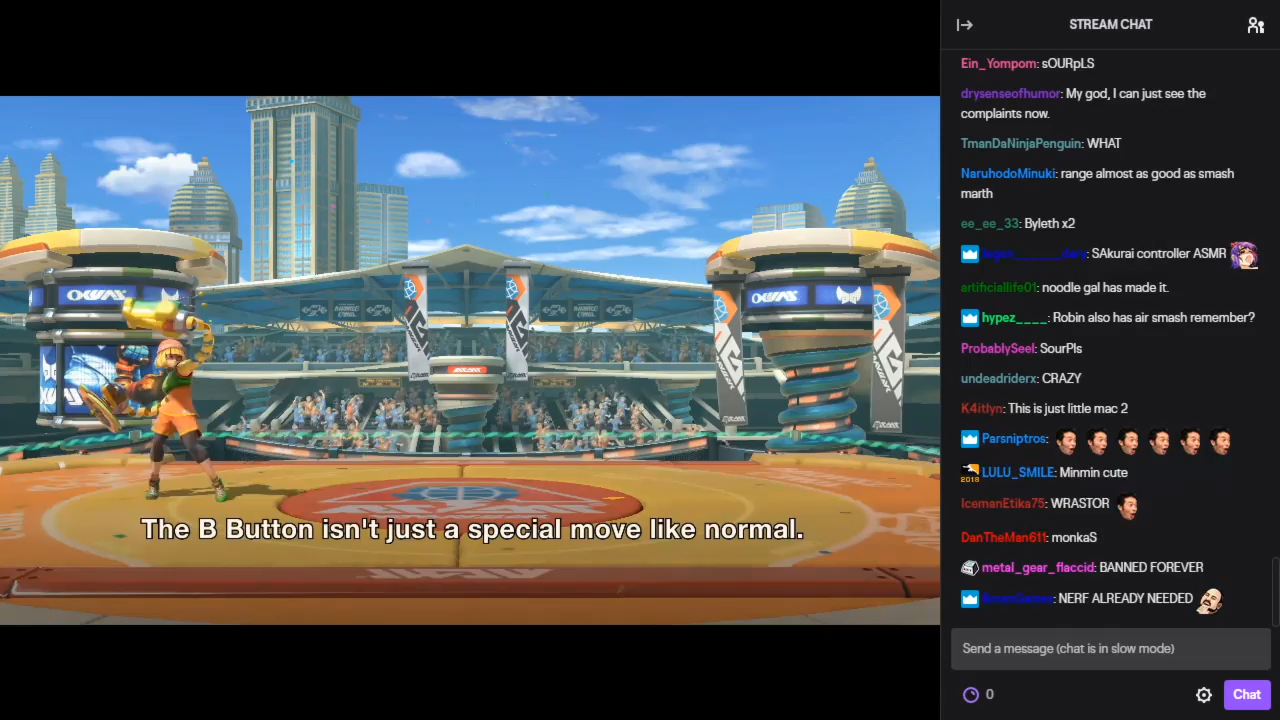 The B Button isn't just a special move like normal.
STREAM CHAT
Ein_Yompom: sOURpLS
drysenseofhumor: My god, I can just see the
complaints now.
TmanDaNinjaPenguin: WHAT
NaruhodoMinuki: range almost as good as smash
marth
ee_ee_33: Byleth x2
: SAkurai controller ASMR
artificiallife01: noodle gal has made it.
hypez____: Robin also has air smash remember?
ProbablySeel: SourPls
undeadriderx: CRAZY
K4itlyn: This is just little mac 2
Parsniptros:
2018 LULU_SMILE: Minmin cute
IcemanEtika75: WRASTOR
DanTheMan611: monkaS
metal_gear_flaccid: BANNED FOREVER
: NERF ALREADY NEEDED
Send a message (chat is in slow mode)
0
Chat